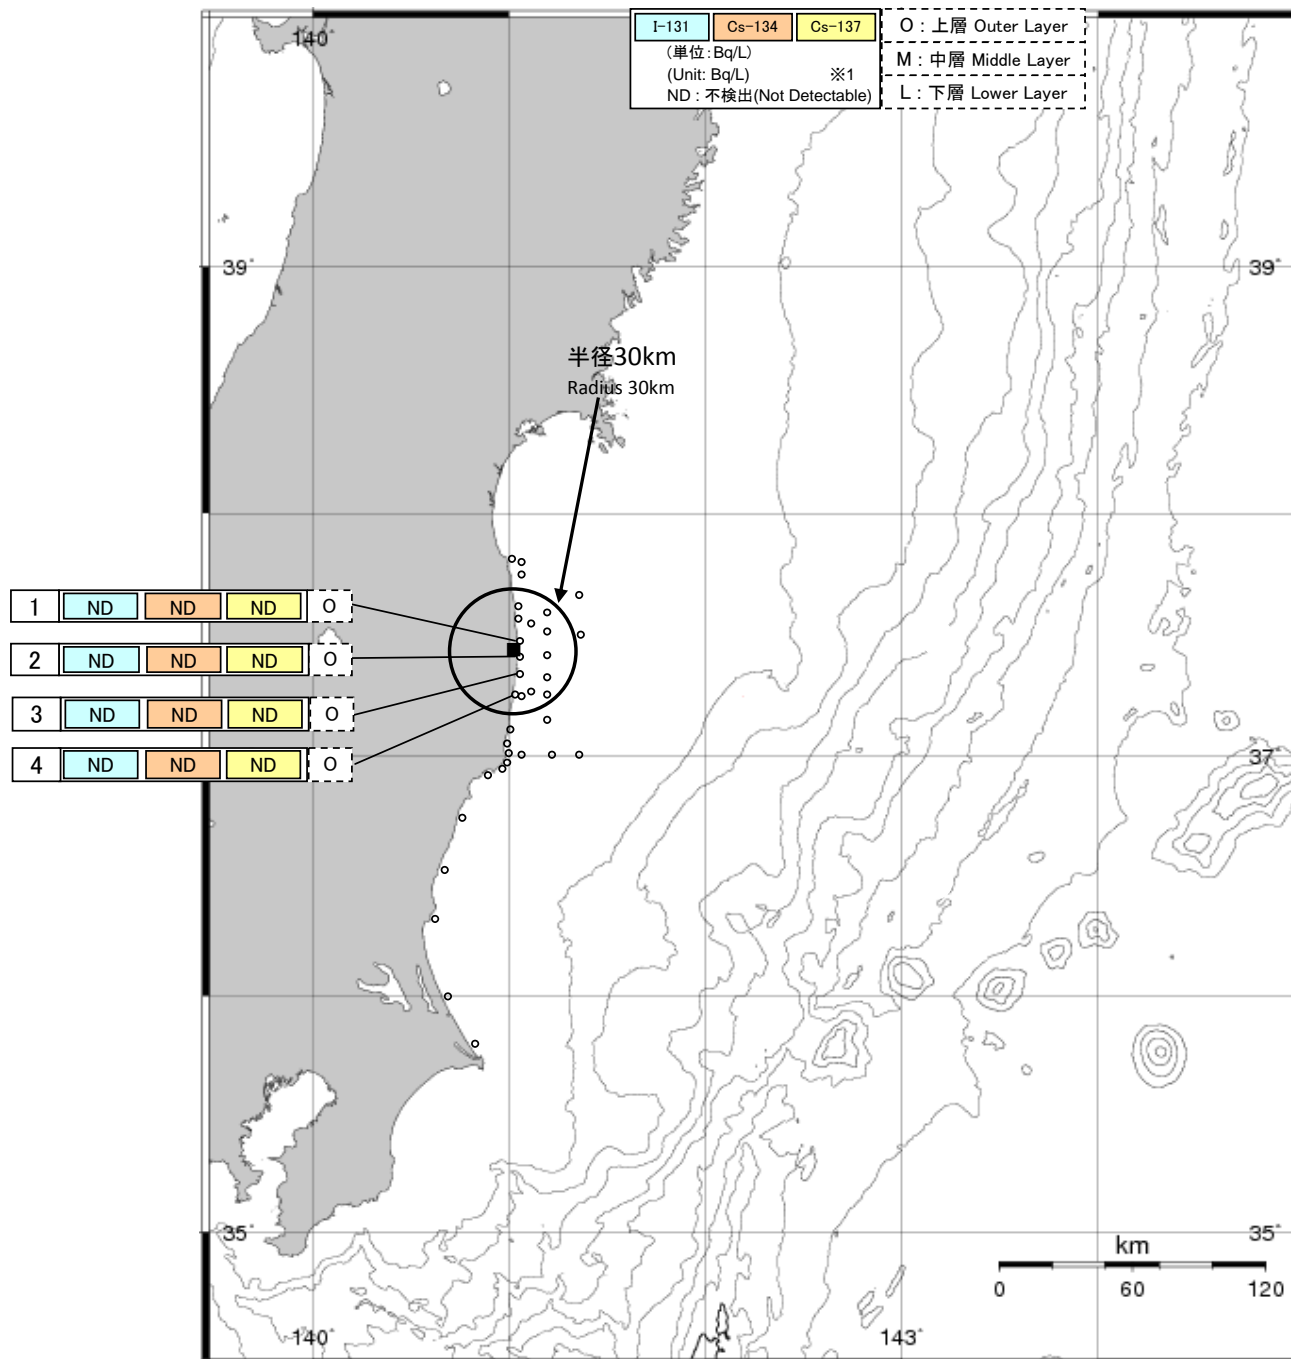 140°
I-131 Cs-134 Cs-137
(単位:Bq/L)
(Unit: Bq/L) ※1
ND : 不検出(Not Detectable)
O : 上層 Outer Layer
M : 中層 Middle Layer
L : 下層 Lower Layer
39° 39°
半径30km
Radius 30km
1 ND ND ND O
2 ND ND ND O
3 ND ND ND O
4 ND ND ND O
37°
35° 35°
km
0 60 120
140° 143°